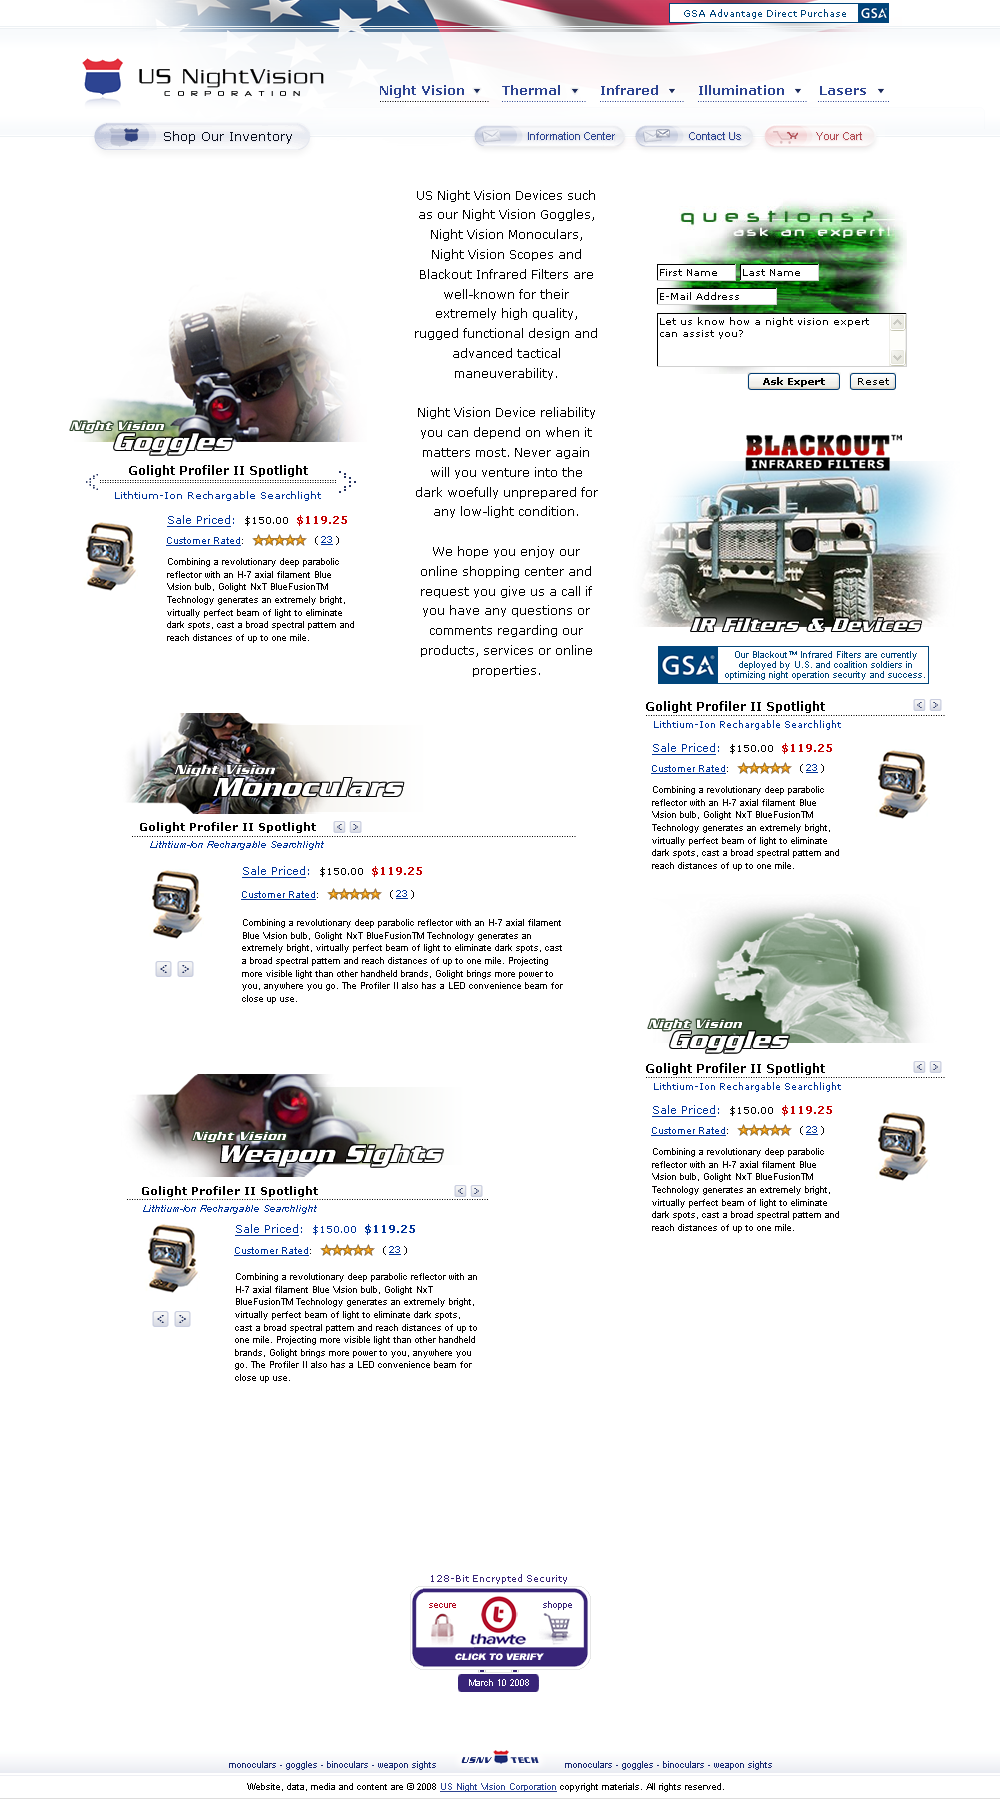 GSA Advantage Direct Purchase GSA
US NightVision
CORPORATION
Night Vision Thermal Infrared Illumination Lasers
Shop Our Inventory
Information Center Contact Us Your Cart
US Night Vision Devices such
as our Night Vision Goggles,
Night Vision Monoculars,
Night Vision Scopes and
Blackout Infrared Filters are
well-known for their
extremely high quality,
rugged functional design and
advanced tactical
maneuverability.
Night Vision Device reliability
you can depend on when it
matters most. Never again
will you venture into the
dark woefully unprepared for
any low-light condition.
We hope you enjoy our
online shopping center and
request you give us a call if
you have any questions or
comments regarding our
products, services or online
properties.
questions?
ask an expert!
First Name Last Name
E-Mail Address
Let us know how a night vision expert
can assist you?
Ask Expert Reset
Night Vision
Goggles
Golight Profiler II Spotlight
Lithtium-Ion Rechargable Searchlight
Sale Priced: $150.00 $119.25
Customer Rated: (23)
Combining a revolutionary deep parabolic
reflector with an H-7 axial filament Blue
Vision bulb, Golight NxT BlueFusionTM
Technology generates an extremely bright,
virtually perfect beam of light to eliminate
dark spots, cast a broad spectral pattern and
reach distances of up to one mile.
BLACKOUT™
INFRARED FILTERS
IR Filters & Devices
GSA
Our Blackout™ Infrared Filters are currently
deployed by U.S. and coalition soldiers in
optimizing night operation security and success.
Golight Profiler II Spotlight < >
Lithtium-Ion Rechargable Searchlight
Sale Priced: $150.00 $119.25
Customer Rated: (23)
Combining a revolutionary deep parabolic
reflector with an H-7 axial filament Blue
Vision bulb, Golight NxT BlueFusionTM
Technology generates an extremely bright,
virtually perfect beam of light to eliminate
dark spots, cast a broad spectral pattern and
reach distances of up to one mile.
Night Vision
Monoculars
Golight Profiler II Spotlight < >
Lithtium-Ion Rechargable Searchlight
Sale Priced: $150.00 $119.25
Customer Rated: (23)
Combining a revolutionary deep parabolic reflector with an H-7 axial filament
Blue Vision bulb, Golight NxT BlueFusionTM Technology generates an
extremely bright, virtually perfect beam of light to eliminate dark spots, cast
a broad spectral pattern and reach distances of up to one mile. Projecting
more visible light than other handheld brands, Golight brings more power to
you, anywhere you go. The Profiler II also has a LED convenience beam for
close up use.
< >
Night Vision
Goggles
Golight Profiler II Spotlight < >
Lithtium-Ion Rechargable Searchlight
Sale Priced: $150.00 $119.25
Customer Rated: (23)
Combining a revolutionary deep parabolic
reflector with an H-7 axial filament Blue
Vision bulb, Golight NxT BlueFusionTM
Technology generates an extremely bright,
virtually perfect beam of light to eliminate
dark spots, cast a broad spectral pattern and
reach distances of up to one mile.
Night Vision
Weapon Sights
Golight Profiler II Spotlight < >
Lithtium-Ion Rechargable Searchlight
Sale Priced: $150.00 $119.25
Customer Rated: (23)
Combining a revolutionary deep parabolic reflector with an
H-7 axial filament Blue Vision bulb, Golight NxT
BlueFusionTM Technology generates an extremely bright,
virtually perfect beam of light to eliminate dark spots,
cast a broad spectral pattern and reach distances of up to
one mile. Projecting more visible light than other handheld
brands, Golight brings more power to you, anywhere you
go. The Profiler II also has a LED convenience beam for
close up use.
< >
128-Bit Encrypted Security
secure shoppe
t
thawte
CLICK TO VERIFY
March 10 2008
monoculars - goggles - binoculars - weapon sights USNV TECH monoculars - goggles - binoculars - weapon sights
Website, data, media and content are © 2008 US Night Vision Corporation copyright materials. All rights reserved.